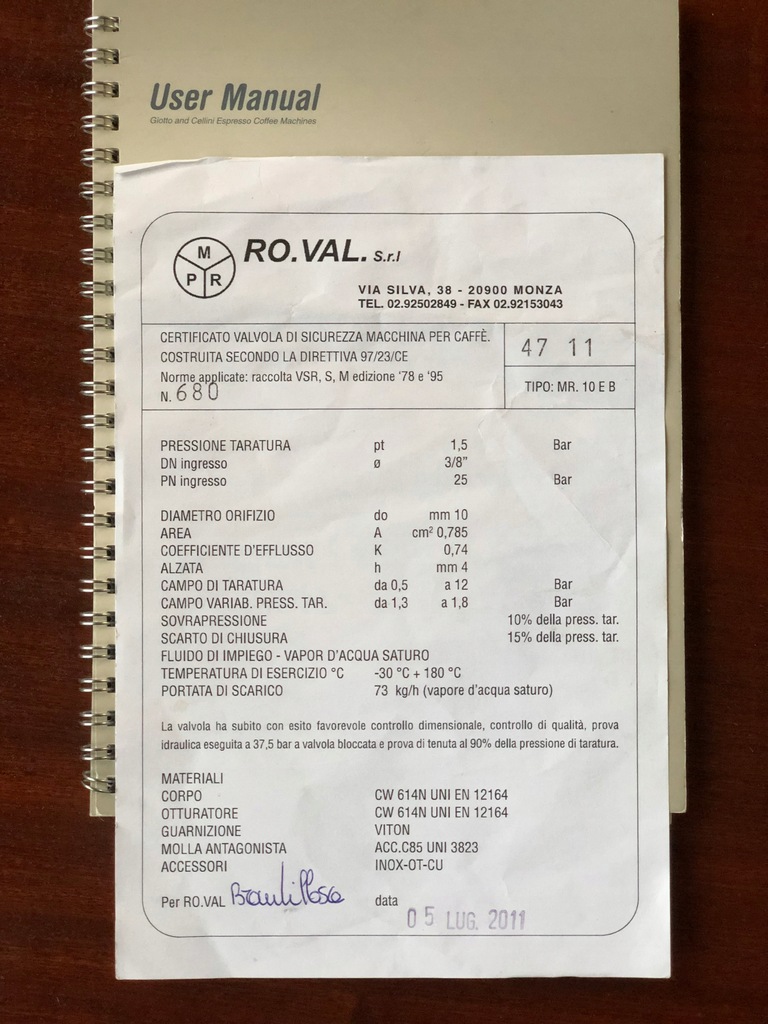 User Manual
Giotto and Cellini Espresso Coffee Machines
M
P R
RO.VAL. S.r.l
VIA SILVA, 38 - 20900 MONZA
TEL. 02.92502849 - FAX 02.92153043
CERTIFICATO VALVOLA DI SICUREZZA MACCHINA PER CAFFÈ.
COSTRUITA SECONDO LA DIRETTIVA 97/23/CE
Norme applicate: raccolta VSR, S, M edizione '78 e '95
N. 680
47 11
TIPO: MR. 10 E B
PRESSIONE TARATURA pt 1,5 Bar
DN ingresso ø 3/8"
PN ingresso 25 Bar
DIAMETRO ORIFIZIO do mm 10
AREA A cm² 0,785
COEFFICIENTE D'EFFLUSSO K 0,74
ALZATA h mm 4
CAMPO DI TARATURA da 0,5 a 12 Bar
CAMPO VARIAB. PRESS. TAR. da 1,3 a 1,8 Bar
SOVRAPRESSIONE 10% della press. tar.
SCARTO DI CHIUSURA 15% della press. tar.
FLUIDO DI IMPIEGO - VAPOR D'ACQUA SATURO
TEMPERATURA DI ESERCIZIO °C -30 °C + 180 °C
PORTATA DI SCARICO 73 kg/h (vapore d'acqua saturo)
La valvola ha subito con esito favorevole controllo dimensionale, controllo di qualità, prova
idraulica eseguita a 37,5 bar a valvola bloccata e prova di tenuta al 90% della pressione di taratura.
MATERIALI
CORPO CW 614N UNI EN 12164
OTTURATORE CW 614N UNI EN 12164
GUARNIZIONE VITON
MOLLA ANTAGONISTA ACC.C85 UNI 3823
ACCESSORI INOX-OT-CU
Per RO.VAL data
05 LUG. 2011